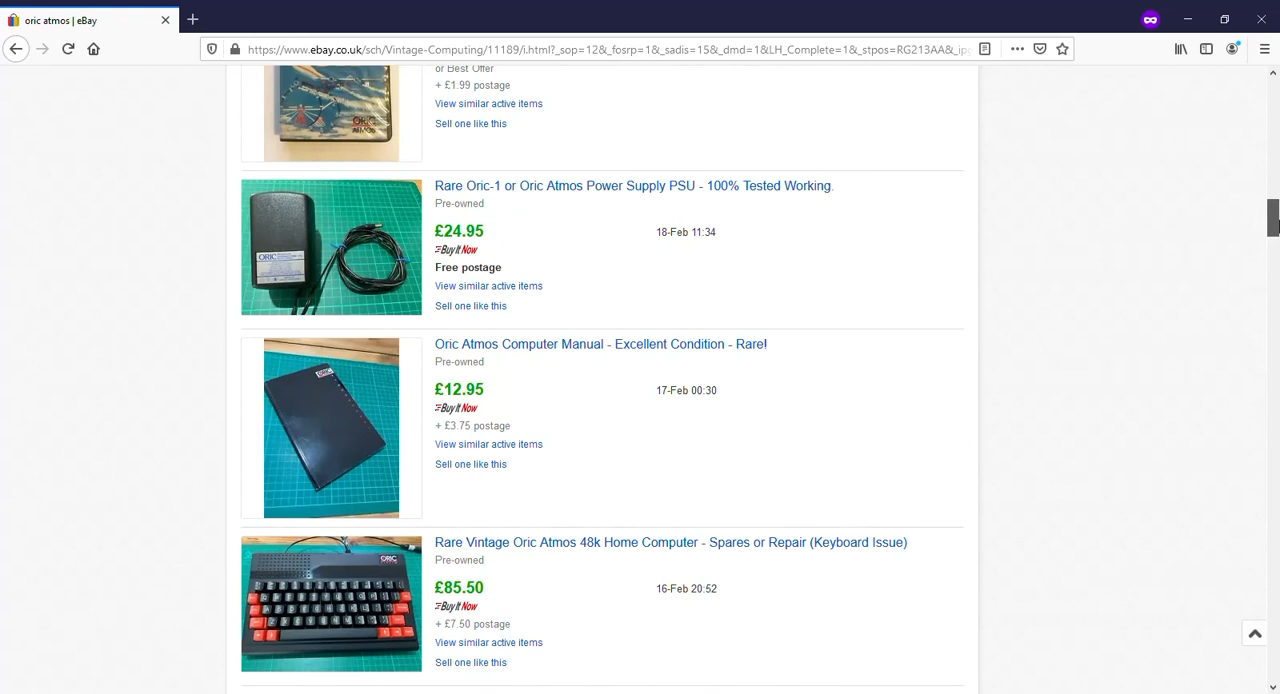 oric atmos | eBay
https://www.ebay.co.uk/sch/Vintage-Computing/11189/i.html?_sop=12&_fosrp=1&_sadis=15&_dmd=1&LH_Complete=1&_stpos=RG213AA&_ip
or Best Offer
+ £1.99 postage
View similar active items
Sell one like this
ORIC
ATMOS
Rare Oric-1 or Oric Atmos Power Supply PSU - 100% Tested Working.
Pre-owned
£24.95
18-Feb 11:34
Buy It Now
Free postage
View similar active items
Sell one like this
ORIC
Oric Atmos Computer Manual - Excellent Condition - Rare!
Pre-owned
£12.95
17-Feb 00:30
Buy It Now
+ £3.75 postage
View similar active items
Sell one like this
ORIC
Rare Vintage Oric Atmos 48k Home Computer - Spares or Repair (Keyboard Issue)
Pre-owned
£85.50
16-Feb 20:52
Buy It Now
+ £7.50 postage
View similar active items
Sell one like this
ORIC